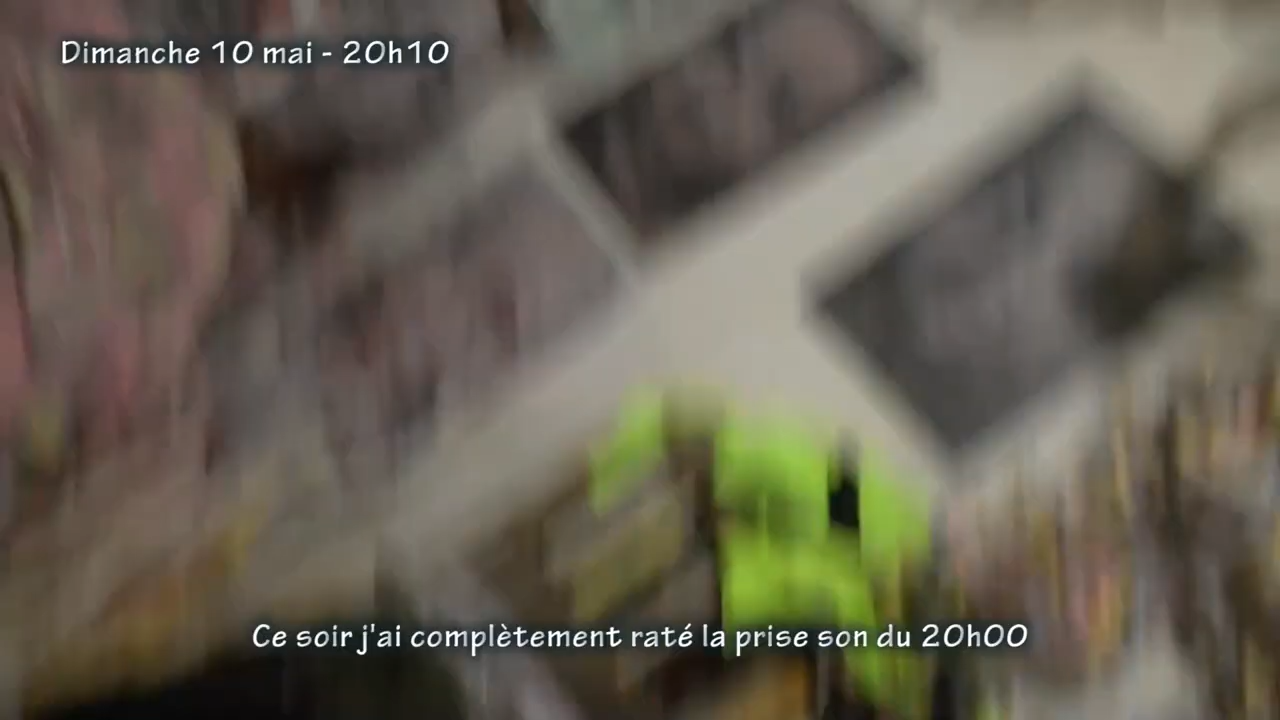 Dimanche 10 mai - 20h10
Ce soir j'ai complètement raté la prise son du 20h00